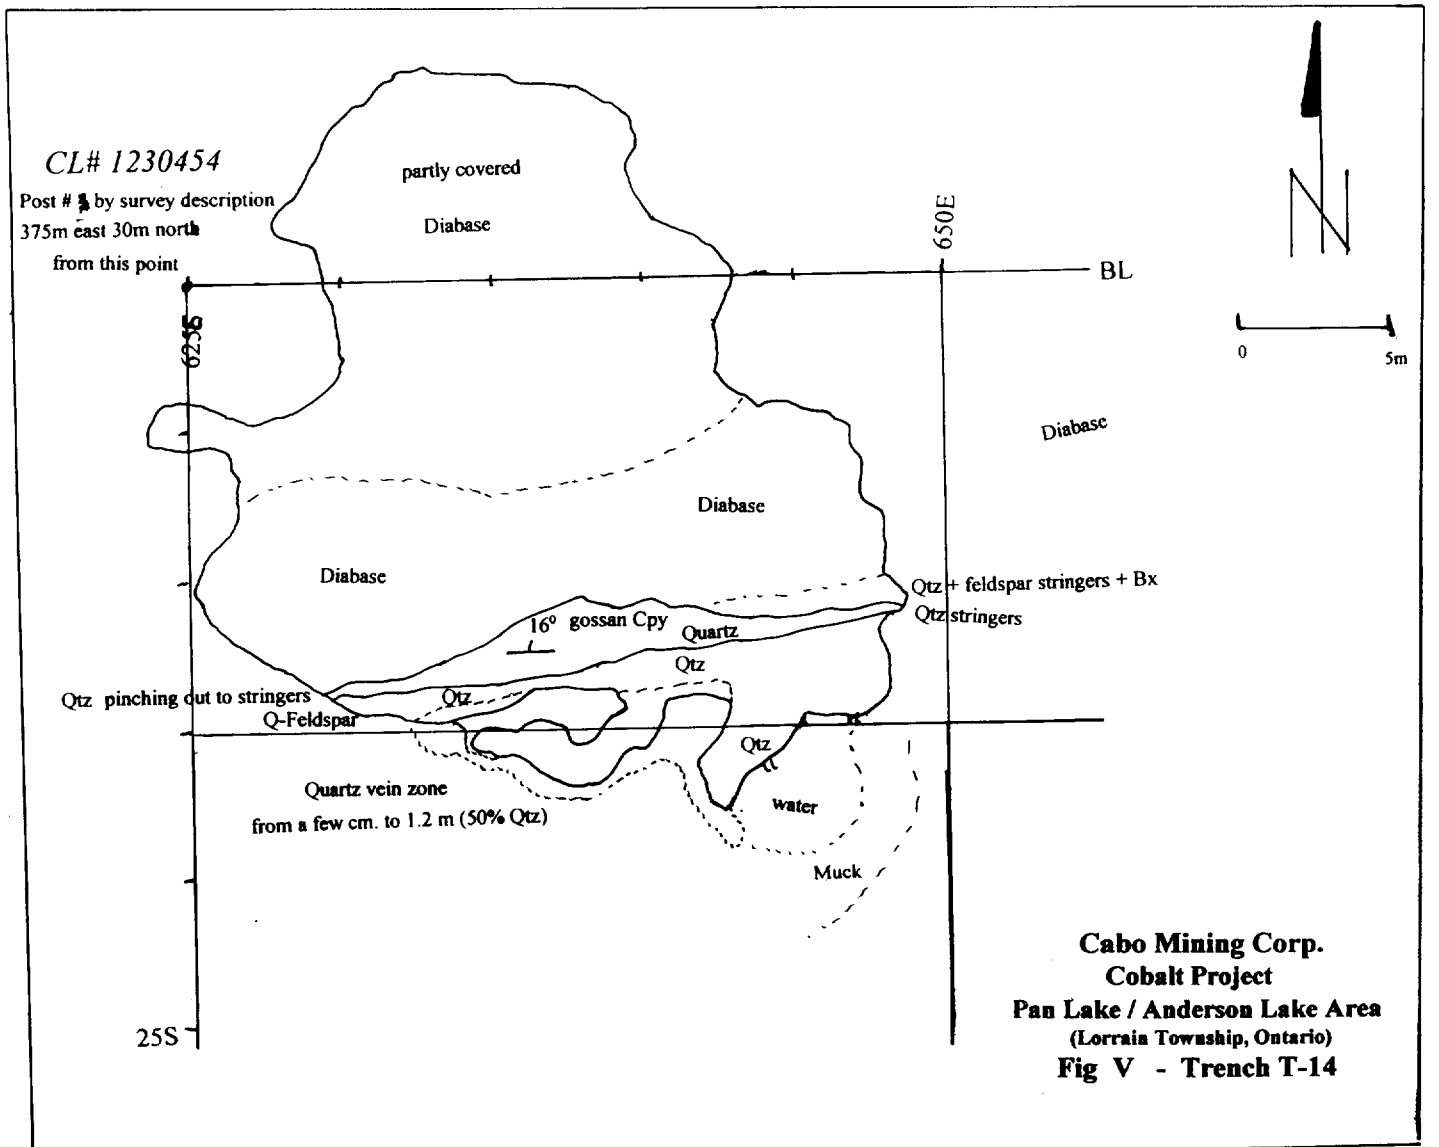 CL# 1230454
Post # by survey description
375m east 30m north
from this point
partly covered
Diabase
650E
BL
N
625E
0
5m
Diabase
Diabase
Diabase
Qtz + feldspar stringers + Bx
Qtz stringers
16° gossan Cpy
Quartz
Qtz
Qtz
Qtz pinching out to stringers
Q-Feldspar
Qtz
Quartz vein zone
from a few cm. to 1.2 m (50% Qtz)
water
Muck
25S
Cabo Mining Corp.
Cobalt Project
Pan Lake / Anderson Lake Area
(Lorrain Township, Ontario)
Fig V - Trench T-14